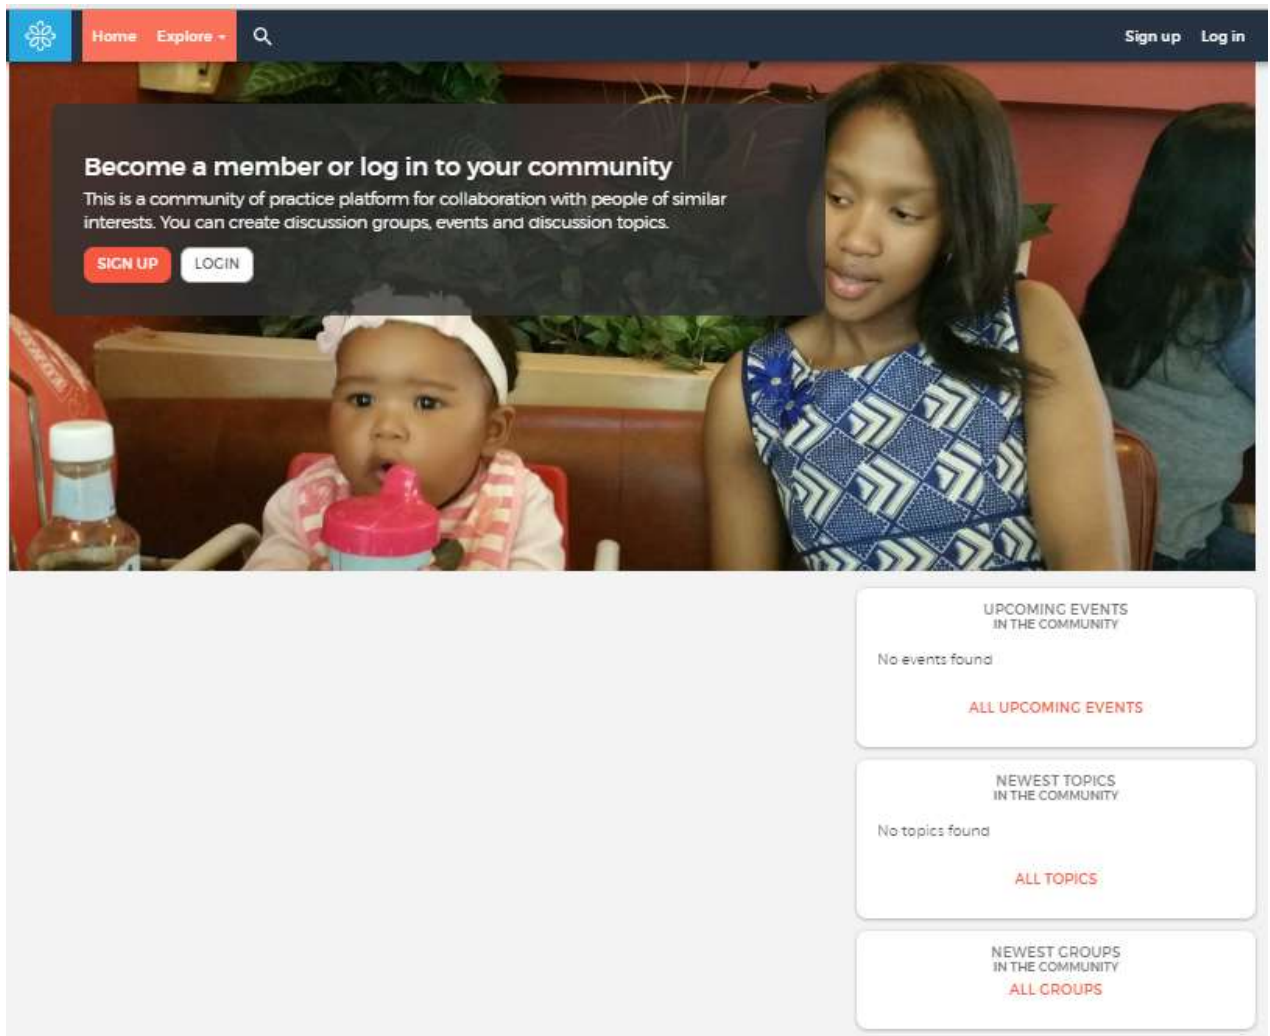 Home Explore Sign up Log in
Become a member or log in to your community
This is a community of practice platform for collaboration with people of similar
interests. You can create discussion groups, events and discussion topics.
SIGN UP LOGIN
UPCOMING EVENTS
IN THE COMMUNITY
No events found
ALL UPCOMING EVENTS
NEWEST TOPICS
IN THE COMMUNITY
No topics found
ALL TOPICS
NEWEST GROUPS
IN THE COMMUNITY
ALL GROUPS